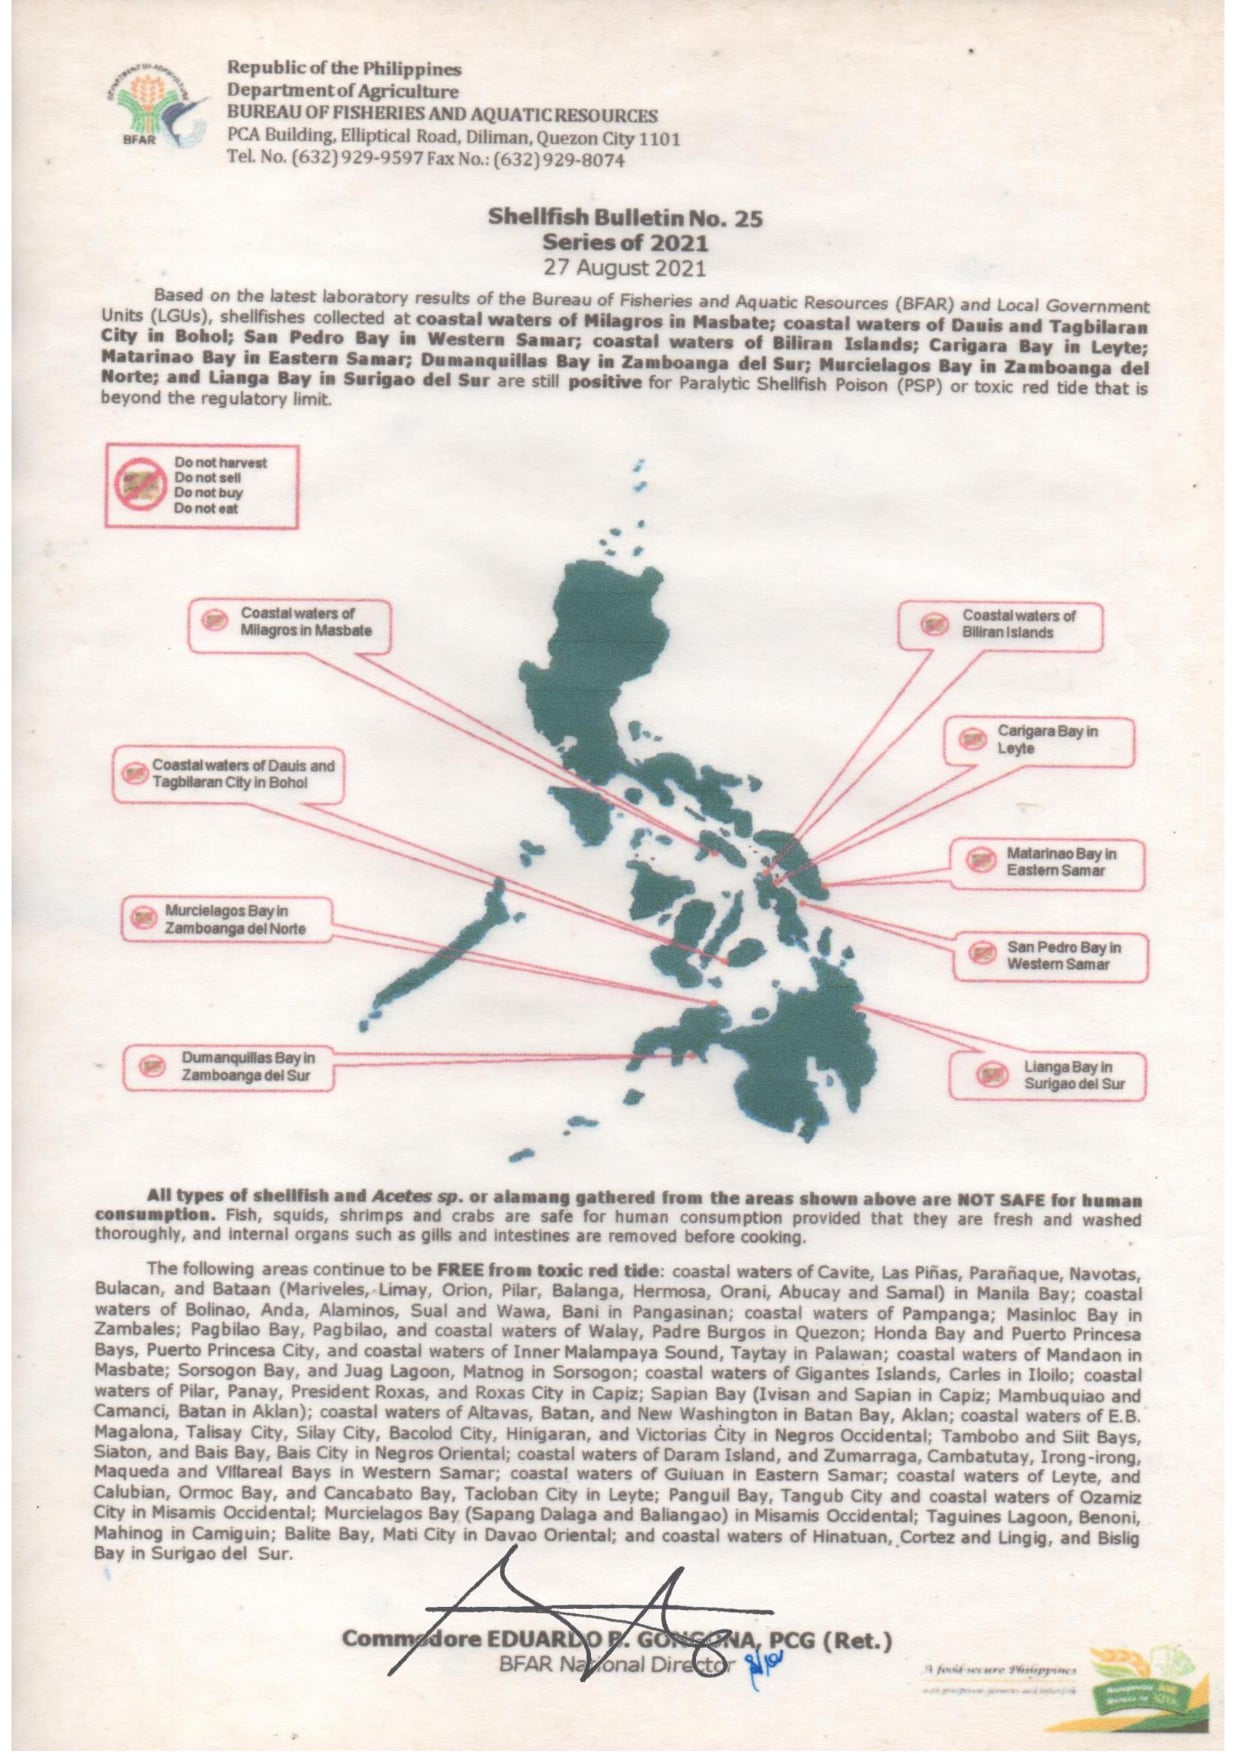 Republic of the Philippines
Department of Agriculture
BUREAU OF FISHERIES AND AQUATIC RESOURCES
PCA Building, Elliptical Road, Diliman, Quezon City 1101
Tel. No. (632) 929-9597 Fax No.: (632) 929-8074
BFAR
Shellfish Bulletin No. 25
Series of 2021
27 August 2021
Based on the latest laboratory results of the Bureau of Fisheries and Aquatic Resources (BFAR) and Local Government
Units (LGUs), shellfishes collected at coastal waters of Milagros in Masbate; coastal waters of Dauis and Tagbilaran
City in Bohol; San Pedro Bay in Western Samar; coastal waters of Biliran Islands; Carigara Bay in Leyte;
Matarinao Bay in Eastern Samar; Dumanquillas Bay in Zamboanga del Sur; Murcielagos Bay in Zamboanga del
Norte; and Lianga Bay in Surigao del Sur are still positive for Paralytic Shellfish Poison (PSP) or toxic red tide that is
beyond the regulatory limit.
Do not harvest
Do not sell
Do not buy
Do not eat
Coastal waters of
Milagros in Masbate
Coastal waters of
Biliran Islands
Carigara Bay in
Leyte
Coastal waters of Dauis and
Tagbilaran City in Bohol
Matarinao Bay in
Eastern Samar
Murcielagos Bay in
Zamboanga del Norte
San Pedro Bay in
Western Samar
Dumanquillas Bay in
Zamboanga del Sur
Lianga Bay in
Surigao del Sur
All types of shellfish and Acetes sp. or alamang gathered from the areas shown above are NOT SAFE for human
consumption. Fish, squids, shrimps and crabs are safe for human consumption provided that they are fresh and washed
thoroughly, and internal organs such as gills and intestines are removed before cooking.
The following areas continue to be FREE from toxic red tide: coastal waters of Cavite, Las Piñas, Parañaque, Navotas,
Bulacan, and Bataan (Mariveles, Limay, Orion, Pilar, Balanga, Hermosa, Orani, Abucay and Samal) in Manila Bay; coastal
waters of Bolinao, Anda, Alaminos, Sual and Wawa, Bani in Pangasinan; coastal waters of Pampanga; Masinloc Bay in
Zambales; Pagbilao Bay, Pagbilao, and coastal waters of Walay, Padre Burgos in Quezon; Honda Bay and Puerto Princesa
Bays, Puerto Princesa City, and coastal waters of Inner Malampaya Sound, Taytay in Palawan; coastal waters of Mandaon in
Masbate; Sorsogon Bay, and Juag Lagoon, Matnog in Sorsogon; coastal waters of Gigantes Islands, Carles in Iloilo; coastal
waters of Pilar, Panay, President Roxas, and Roxas City in Capiz; Sapian Bay (Ivisan and Sapian in Capiz; Mambuquiao and
Camanci, Batan in Aklan); coastal waters of Altavas, Batan, and New Washington in Batan Bay, Aklan; coastal waters of E.B.
Magalona, Talisay City, Silay City, Bacolod City, Hinigaran, and Victorias City in Negros Occidental; Tambobo and Siit Bays,
Siaton, and Bais Bay, Bais City in Negros Oriental; coastal waters of Daram Island, and Zumarraga, Cambatutay, Irong-irong,
Maqueda and Villareal Bays in Western Samar; coastal waters of Guiuan in Eastern Samar; coastal waters of Leyte, and
Calubian, Ormoc Bay, and Cancabato Bay, Tacloban City in Leyte; Panguil Bay, Tangub City and coastal waters of Ozamiz
City in Misamis Occidental; Murcielagos Bay (Sapang Dalaga and Baliangao) in Misamis Occidental; Taguines Lagoon, Benoni,
Mahinog in Camiguin; Balite Bay, Mati City in Davao Oriental; and coastal waters of Hinatuan, Cortez and Lingig, and Bislig
Bay in Surigao del Sur.
Commodore EDUARDO B. GONGONA, PCG (Ret.)
BFAR National Director
A food-secure Philippines